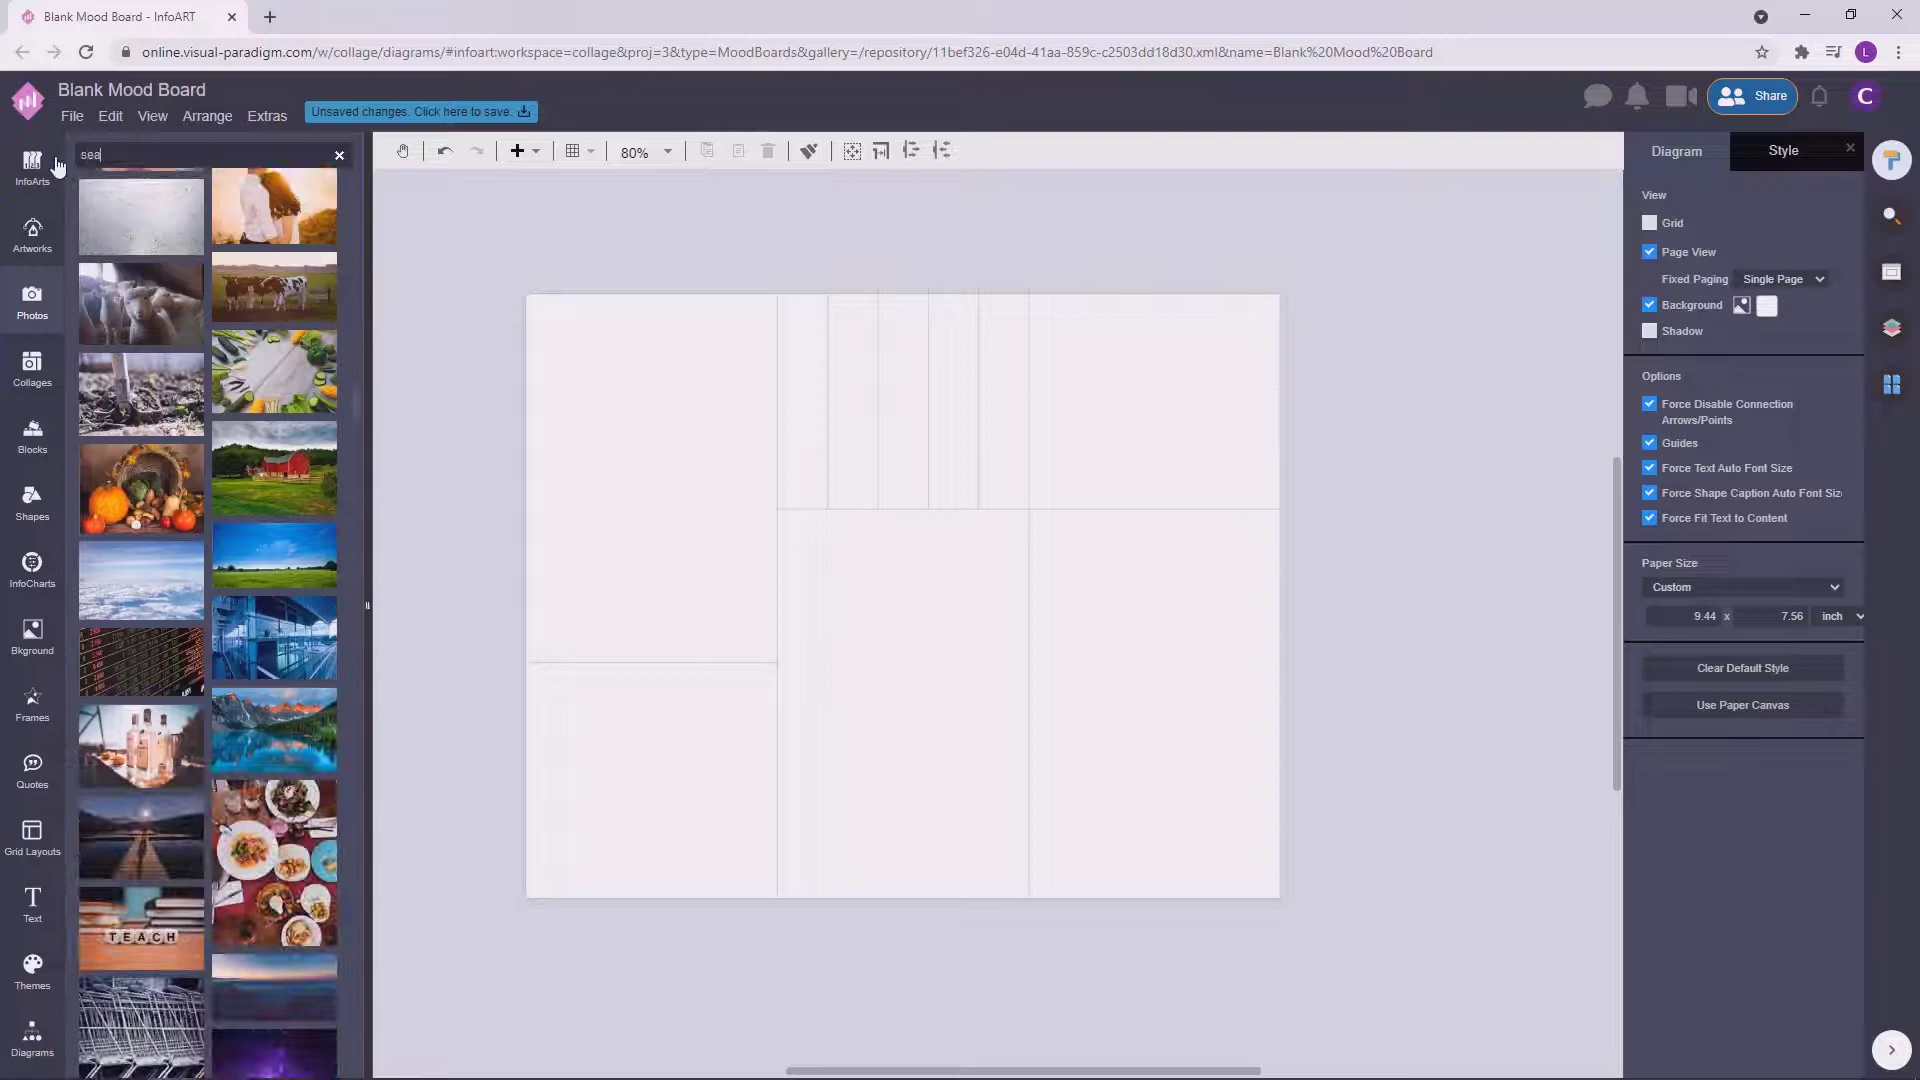 Blank Mood Board - InfoART
online.visual-paradigm.com/w/collage/diagrams/#infoart:workspace=collage&proj=3&type=MoodBoards&gallery=/repository/11bef326-e04d-41aa-859c-c2503dd18d30.xml&name=Blank%20Mood%20Board
L
Blank Mood Board
File Edit View Arrange Extras
Unsaved changes. Click here to save.
Share
C
sea
80%
InfoArts
Artworks
Photos
Collages
Blocks
Shapes
InfoCharts
Bkground
Frames
Quotes
Grid Layouts
Text
Themes
Diagrams
TEACH
Diagram
Style
View
Grid
Page View
Fixed Paging Single Page
Background
Shadow
Options
Force Disable Connection
Arrows/Points
Guides
Force Text Auto Font Size
Force Shape Caption Auto Font Siz
Force Fit Text to Content
Paper Size
Custom
9.44 x 7.56 inch
Clear Default Style
Use Paper Canvas